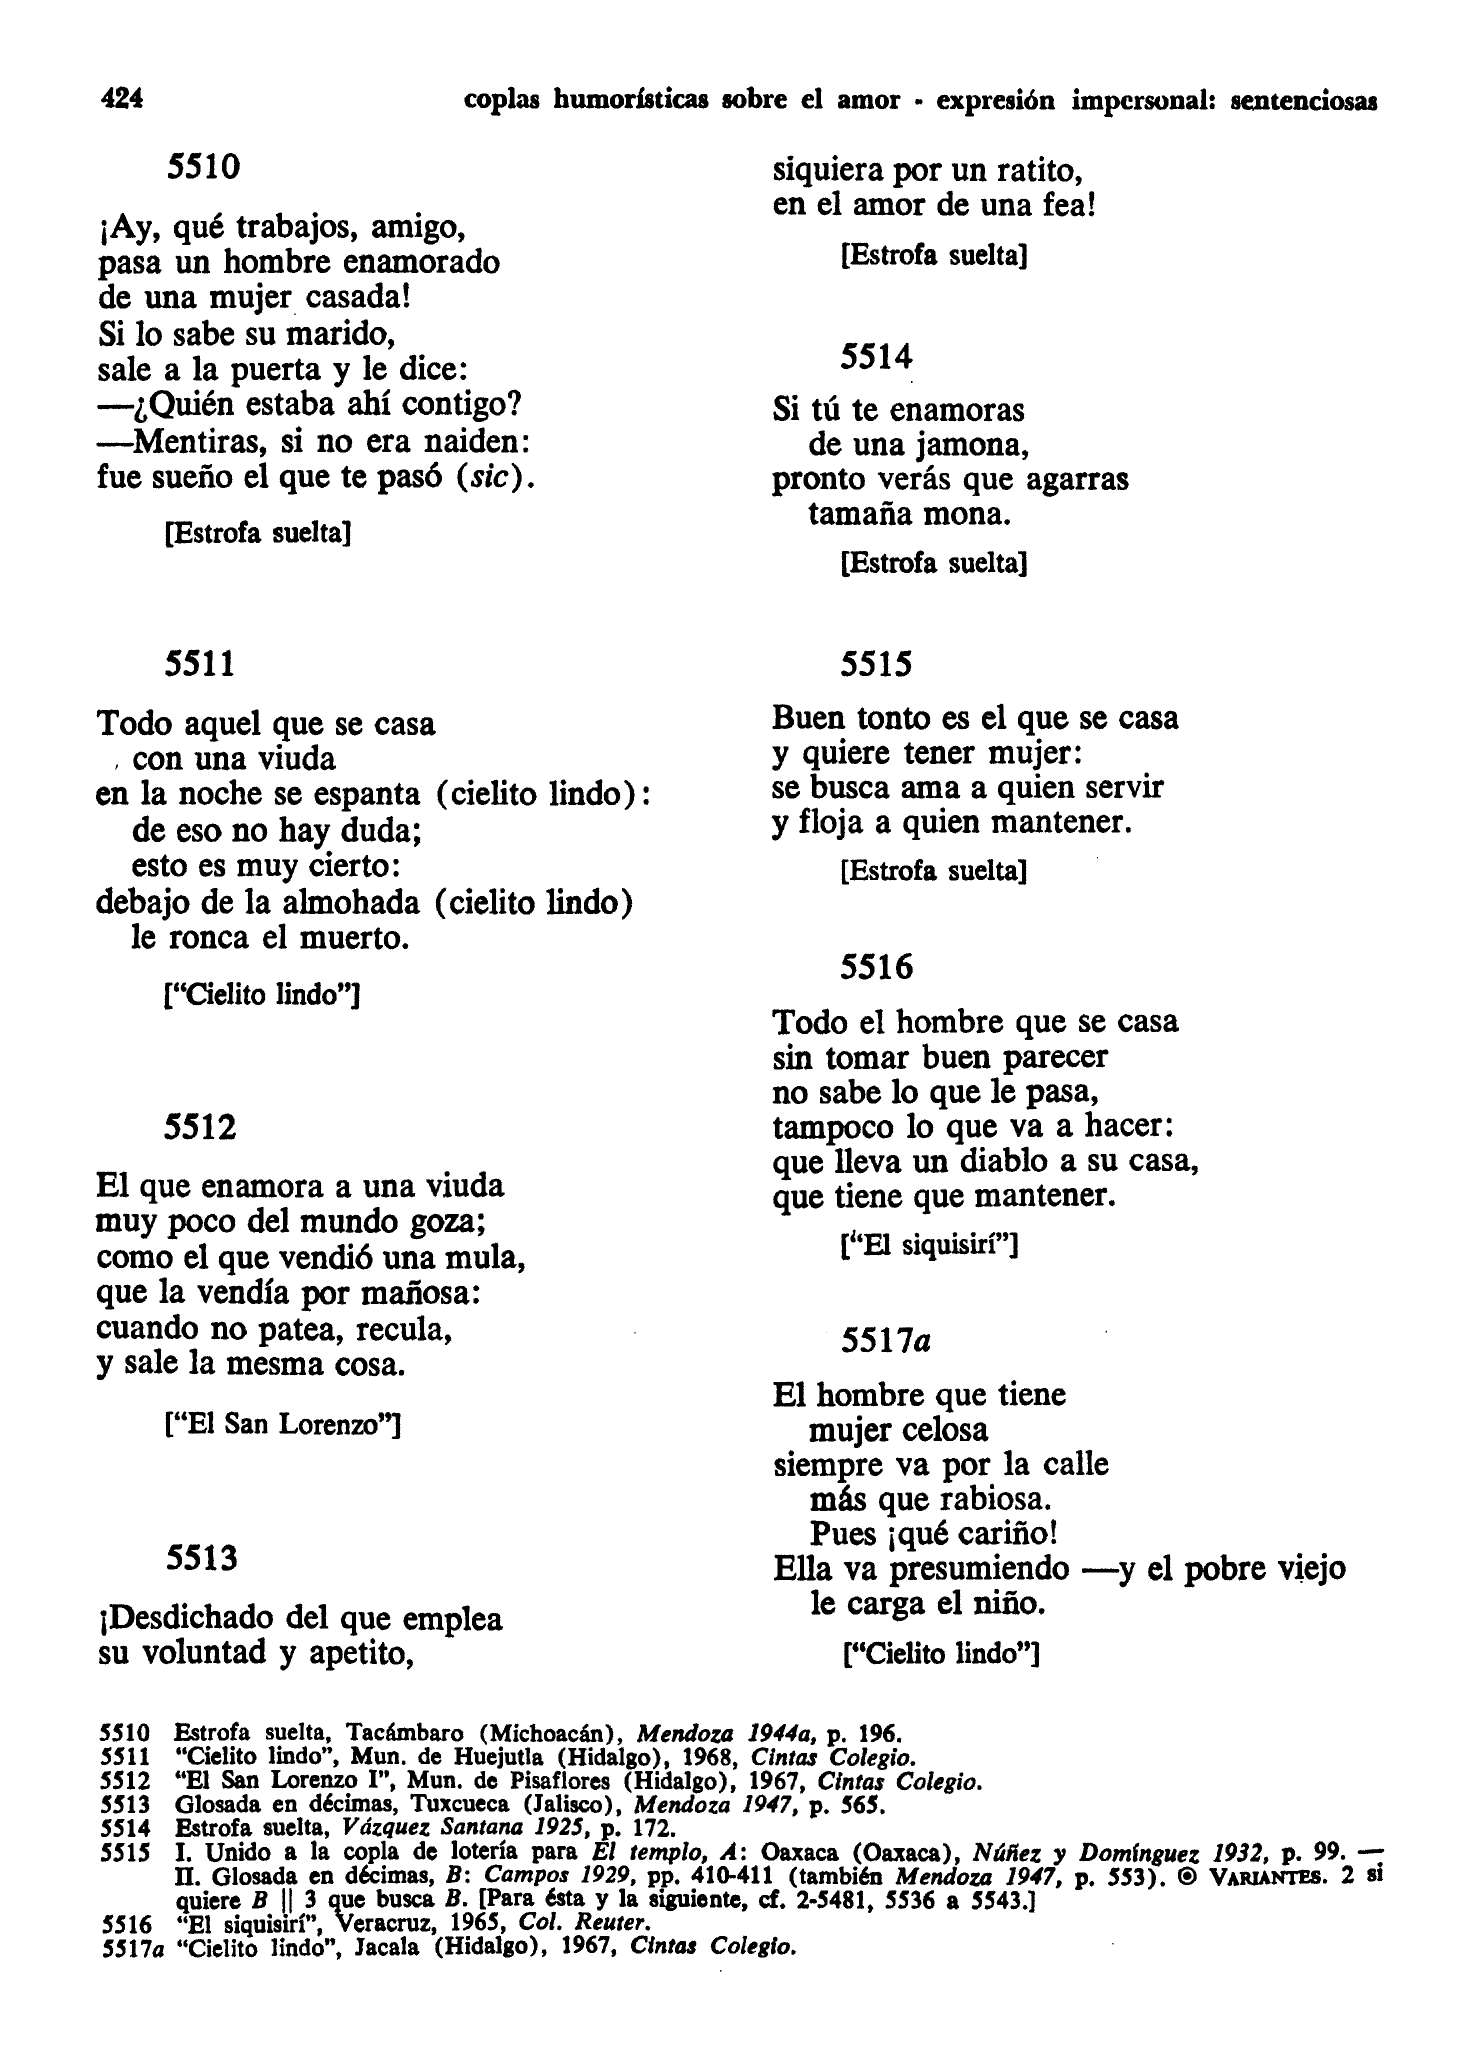 424
coplas humorísticas sobre el amor - expresión impersonal: sentenciosas
5510
¡Ay, qué trabajos, amigo,
pasa un hombre enamorado
de una mujer casada!
Si lo sabe su marido,
sale a la puerta y le dice:
—¿Quién estaba ahí contigo?
—Mentiras, si no era naiden:
fue sueño el que te pasó (sic).
[Estrofa suelta]
5511
Todo aquel que se casa
con una viuda
en la noche se espanta (cielito lindo):
de eso no hay duda;
esto es muy cierto:
debajo de la almohada (cielito lindo)
le ronca el muerto.
["Cielito lindo"]
5512
El que enamora a una viuda
muy poco del mundo goza;
como el que vendió una mula,
que la vendía por mañosa:
cuando no patea, recula,
y sale la mesma cosa.
["El San Lorenzo"]
5513
¡Desdichado del que emplea
su voluntad y apetito,
siquiera por un ratito,
en el amor de una fea!
[Estrofa suelta]
5514
Si tú te enamoras
de una jamona,
pronto verás que agarras
tamaña mona.
[Estrofa suelta]
5515
Buen tonto es el que se casa
y quiere tener mujer:
se busca ama a quien servir
y floja a quien mantener.
[Estrofa suelta]
5516
Todo el hombre que se casa
sin tomar buen parecer
no sabe lo que le pasa,
tampoco lo que va a hacer:
que lleva un diablo a su casa,
que tiene que mantener.
["El siquisirí"]
5517a
El hombre que tiene
mujer celosa
siempre va por la calle
más que rabiosa.
Pues ¡qué cariño!
Ella va presumiendo —y el pobre viejo
le carga el niño.
["Cielito lindo"]
5510 Estrofa suelta, Tacámbaro (Michoacán), Mendoza 1944a, p. 196.
5511 "Cielito lindo", Mun. de Huejutla (Hidalgo), 1968, Cintas Colegio.
5512 "El San Lorenzo I", Mun. de Pisaflores (Hidalgo), 1967, Cintas Colegio.
5513 Glosada en décimas, Tuxcueca (Jalisco), Mendoza 1947, p. 565.
5514 Estrofa suelta, Vázquez Santana 1925, p. 172.
5515 I. Unido a la copla de lotería para El templo, A: Oaxaca (Oaxaca), Núñez y Domínguez 1932, p. 99. —
II. Glosada en décimas, B: Campos 1929, pp. 410-411 (también Mendoza 1947, p. 553). ® VARIANTES. 2 si
quiere B || 3 que busca B. [Para ésta y la siguiente, cf. 2-5481, 5536 a 5543.]
5516 "El siquisirí", Veracruz, 1965, Col. Reuter.
5517a "Cielito lindo", Jacala (Hidalgo), 1967, Cintas Colegio.